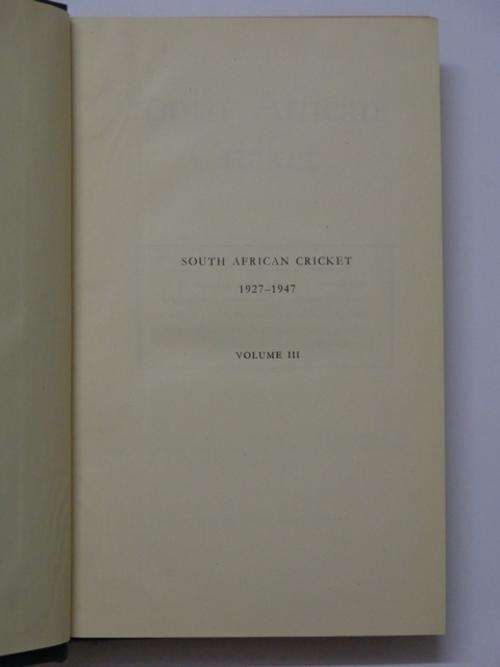 SOUTH AFRICAN CRICKET
1927–1947
VOLUME III